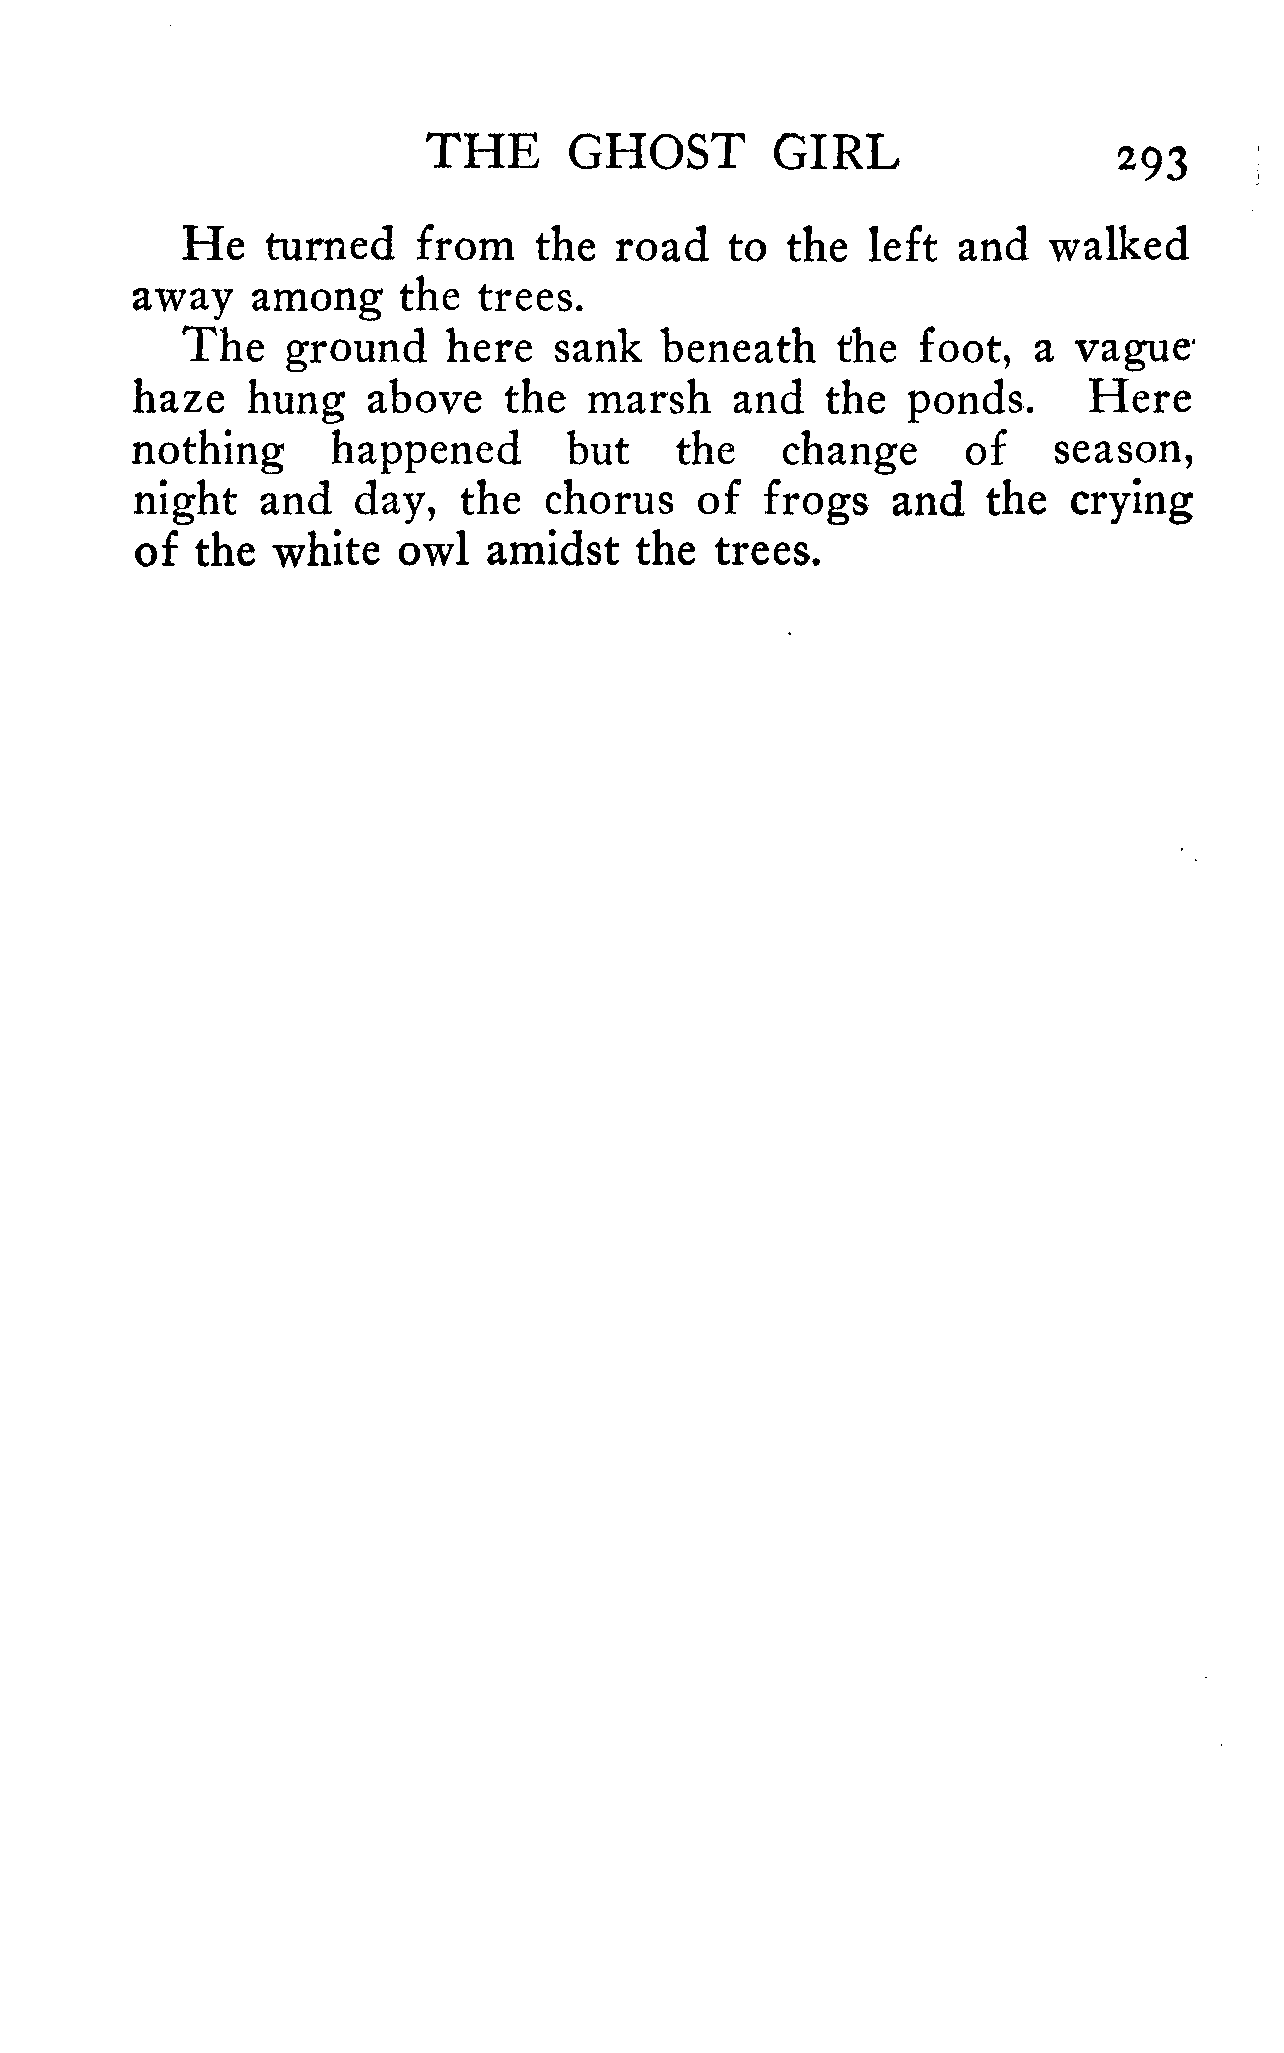 THE GHOST GIRL 293
He turned from the road to the left and walked
away among the trees.
The ground here sank beneath the foot, a vague
haze hung above the marsh and the ponds. Here
nothing happened but the change of season,
night and day, the chorus of frogs and the crying
of the white owl amidst the trees.